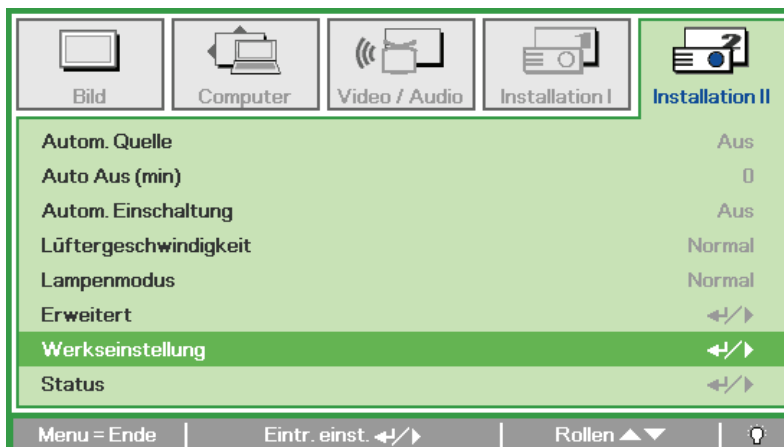 Bild Computer Video / Audio Installation I Installation II
Autom. Quelle Aus
Auto Aus (min) 0
Autom. Einschaltung Aus
Lüftergeschwindigkeit Normal
Lampenmodus Normal
Erweitert
Werkseinstellung
Status
Menu = Ende Eintr. einst. Rollen